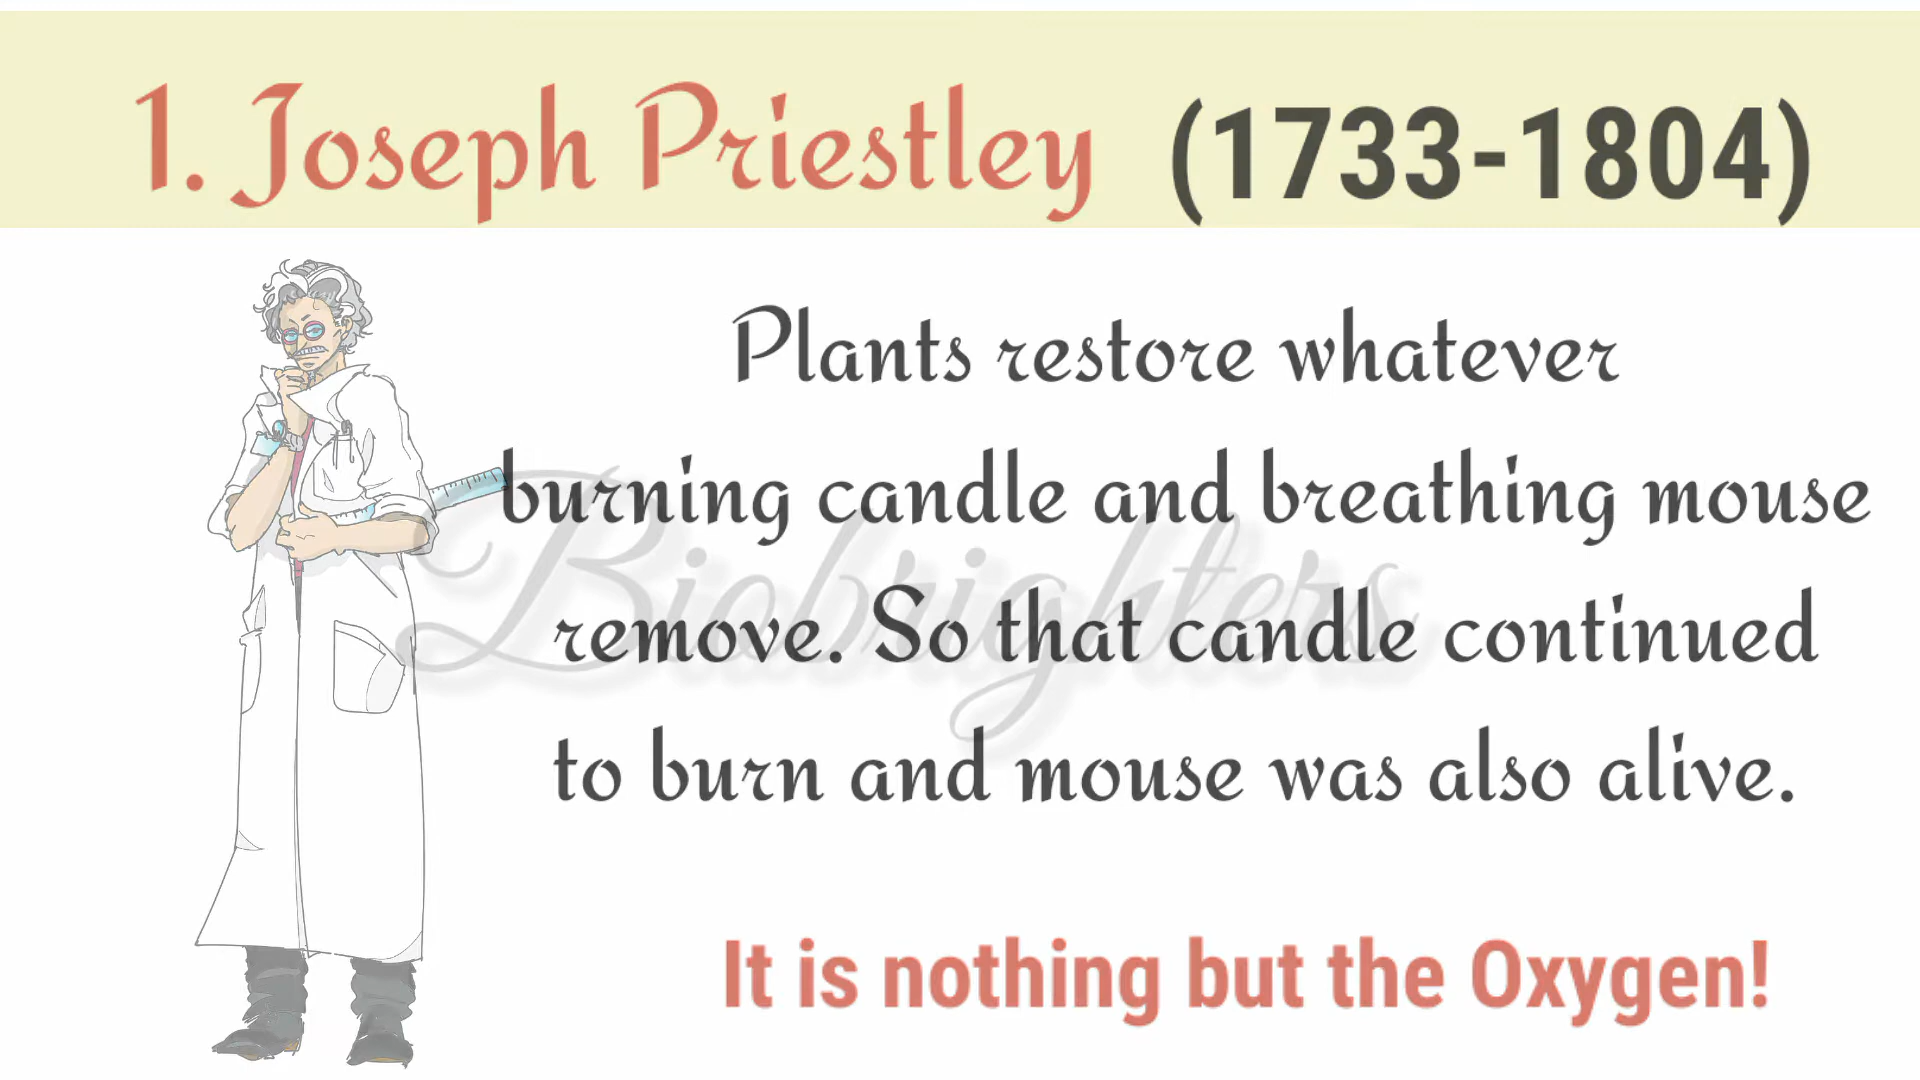 1. Joseph Priestley (1733-1804)
Plants restore whatever
burning candle and breathing mouse
remove. So that candle continued
to burn and mouse was also alive.
Biobrighters
It is nothing but the Oxygen!